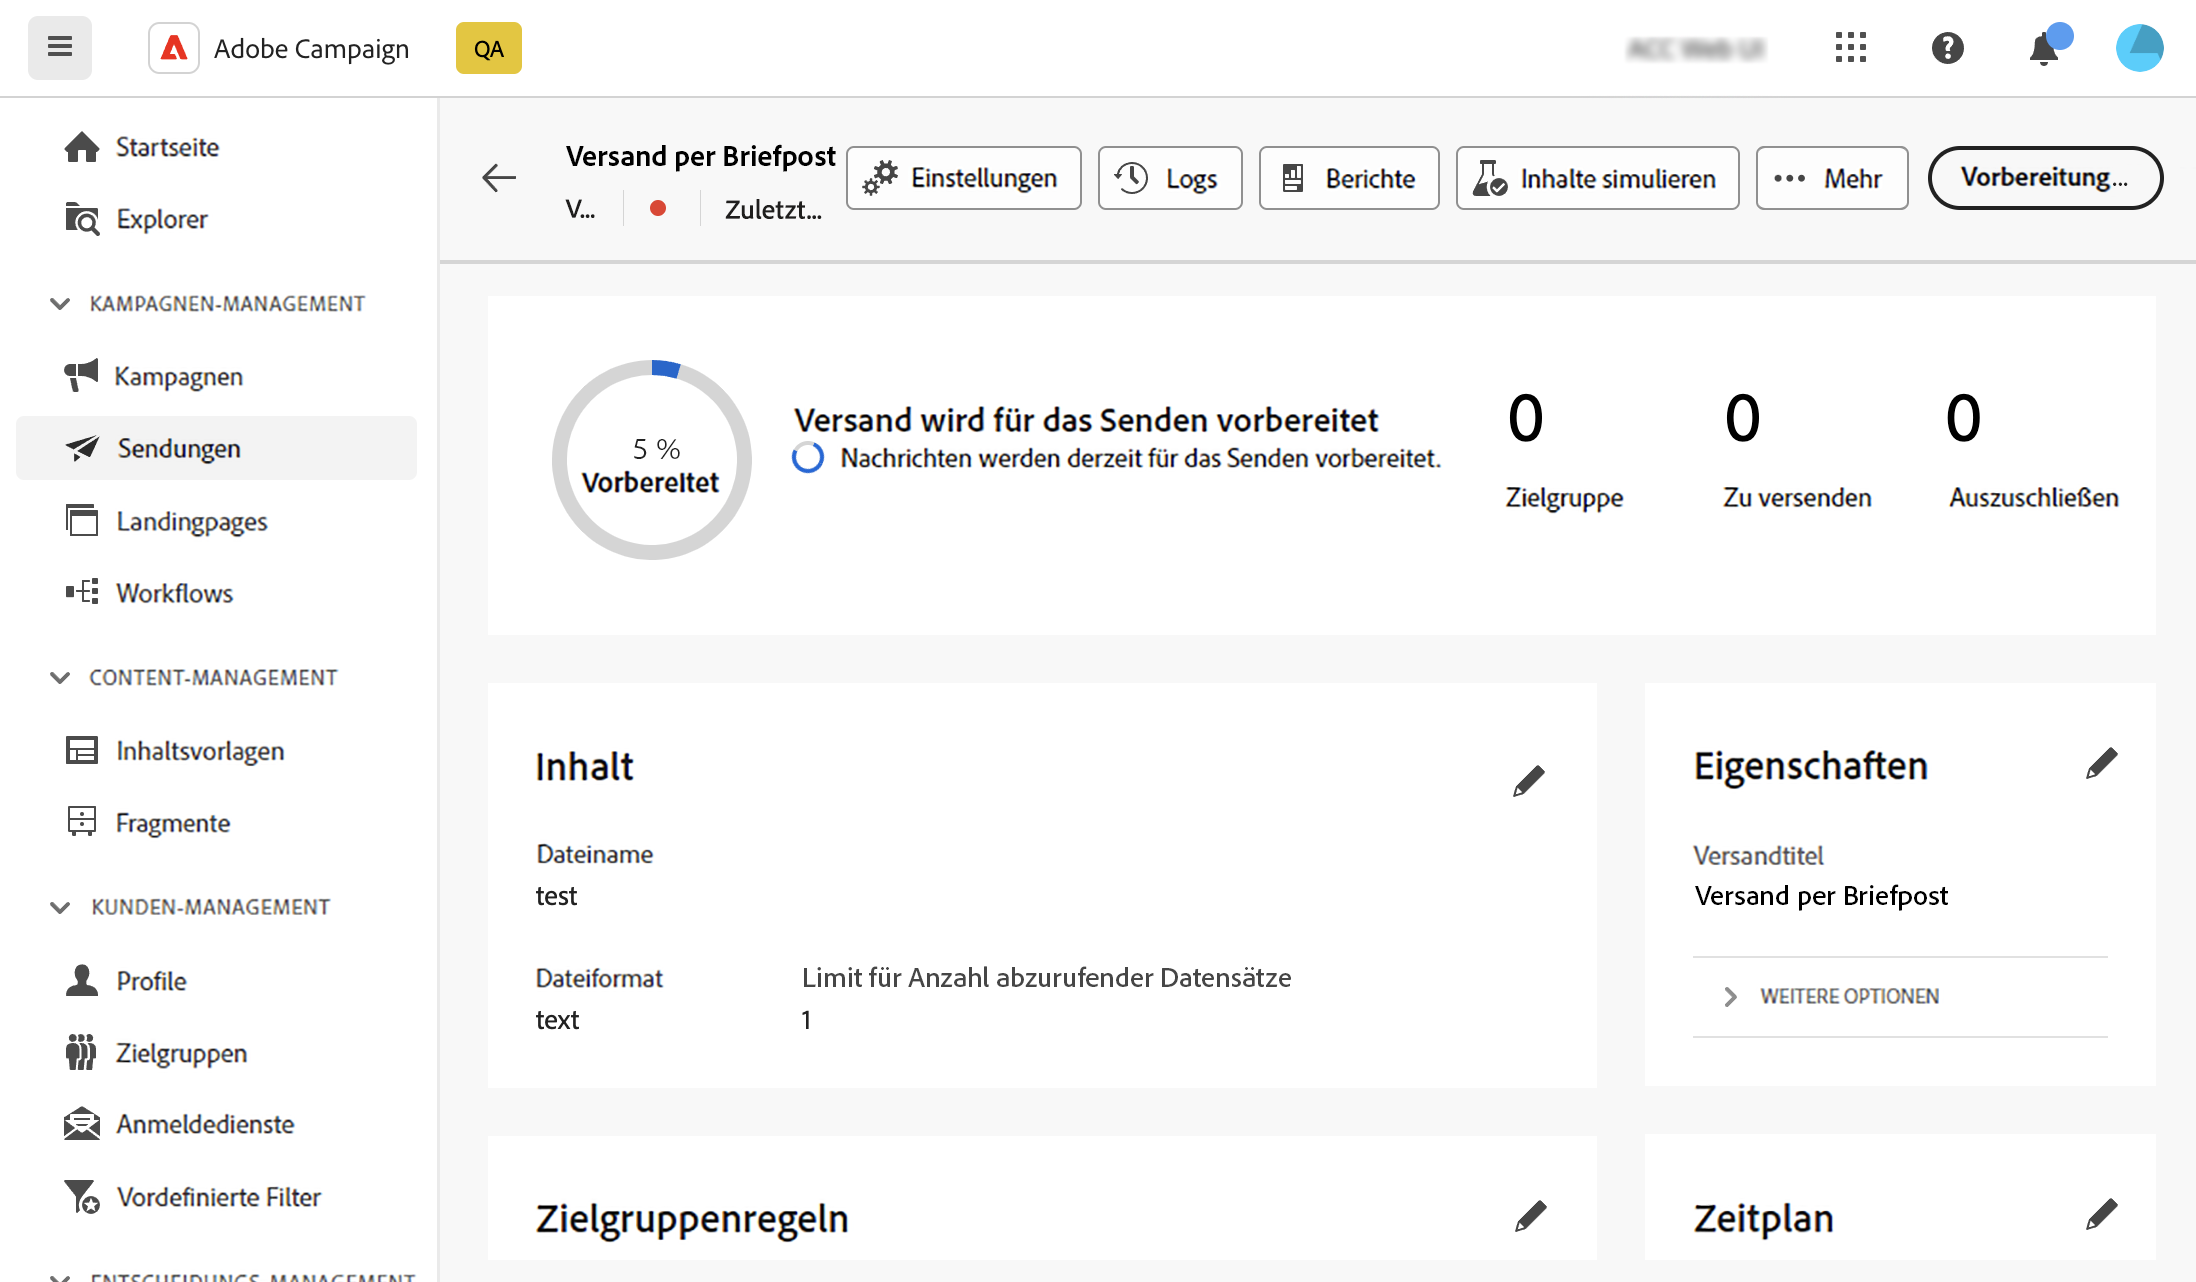 Adobe Campaign
QA
Startseite
Explorer
KAMPAGNEN-MANAGEMENT
Kampagnen
Sendungen
Landingpages
Workflows
CONTENT-MANAGEMENT
Inhaltsvorlagen
Fragmente
KUNDEN-MANAGEMENT
Profile
Zielgruppen
Anmeldedienste
Vordefinierte Filter
ENTSCHEIDUNGS-MANAGEMENT
Versand per Briefpost
V...
Zuletzt...
Einstellungen
Logs
Berichte
Inhalte simulieren
Mehr
Vorbereitung...
5 %
Vorbereitet
Versand wird für das Senden vorbereitet
Nachrichten werden derzeit für das Senden vorbereitet.
0
Zielgruppe
0
Zu versenden
0
Auszuschließen
Inhalt
Dateiname
test
Dateiformat
text
Limit für Anzahl abzurufender Datensätze
1
Eigenschaften
Versandtitel
Versand per Briefpost
WEITERE OPTIONEN
Zielgruppenregeln
Zeitplan